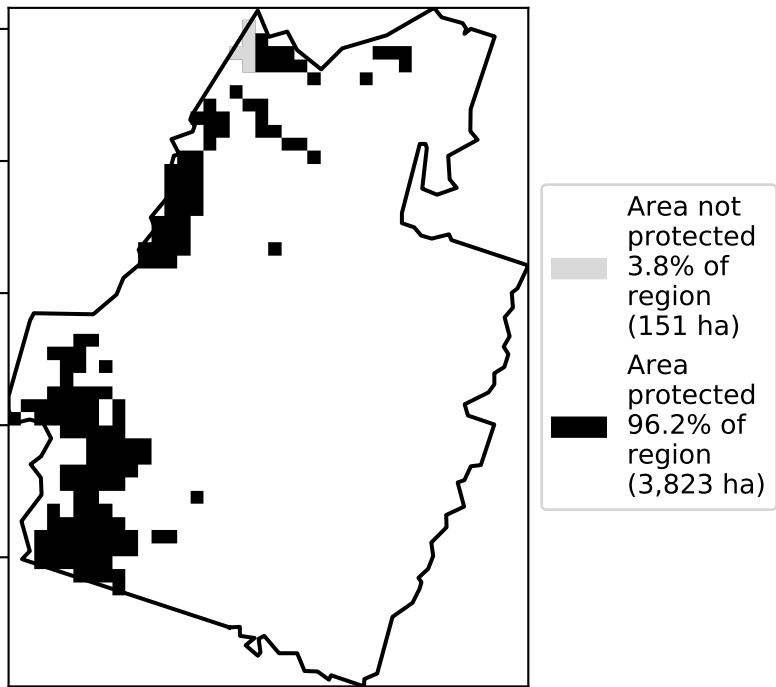 Area not
protected
3.8% of
region
(151 ha)
Area
protected
96.2% of
region
(3,823 ha)